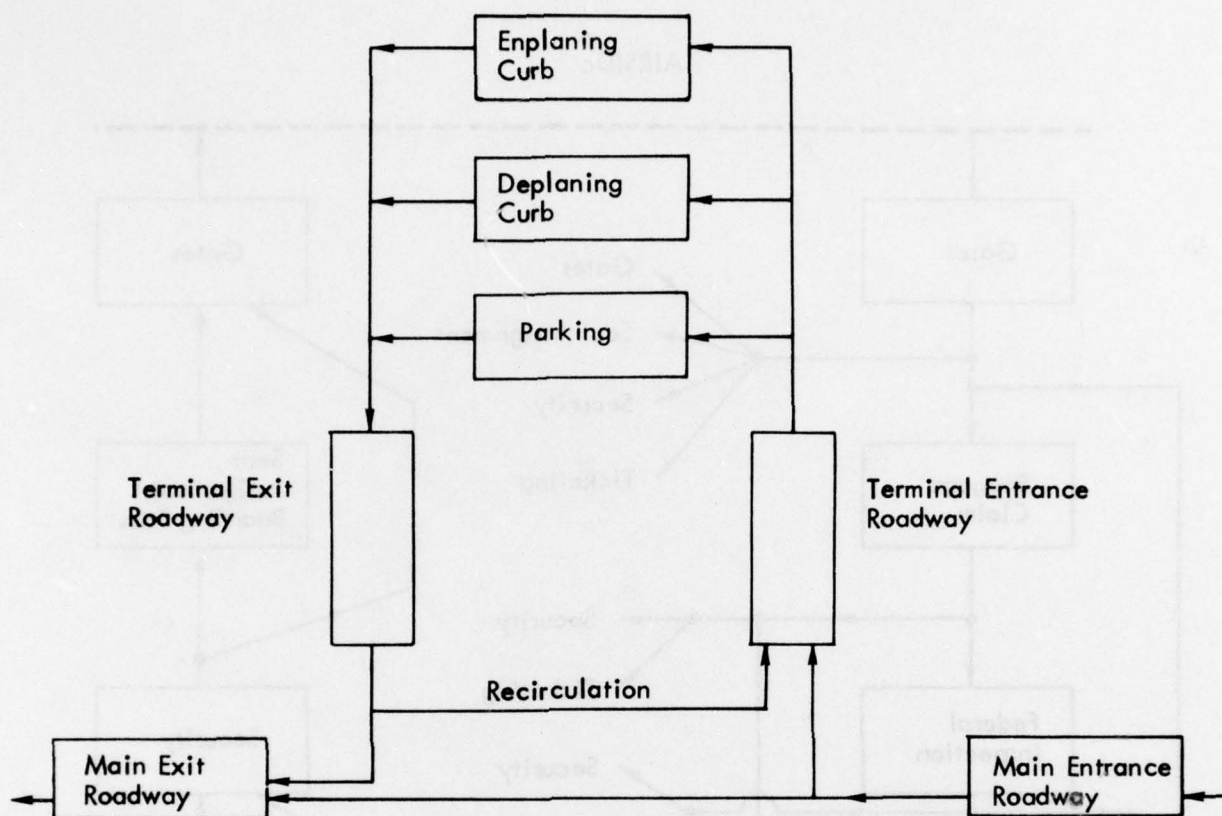 Enplaning
Curb
Deplaning
Curb
Parking
Terminal Exit
Roadway
Terminal Entrance
Roadway
Recirculation
Main Exit
Roadway
Main Entrance
Roadway